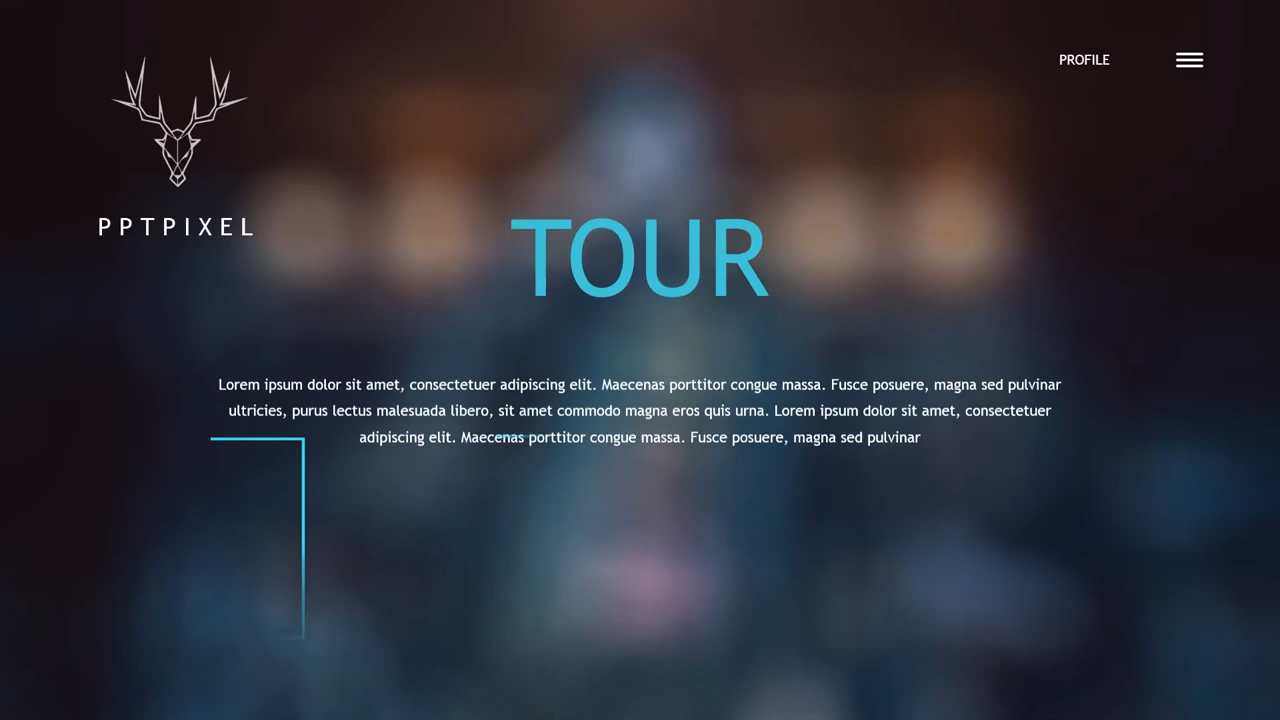 PROFILE
PPTPIXEL
TOUR
Lorem ipsum dolor sit amet, consectetuer adipiscing elit. Maecenas porttitor congue massa. Fusce posuere, magna sed pulvinar
ultricies, purus lectus malesuada libero, sit amet commodo magna eros quis urna. Lorem ipsum dolor sit amet, consectetuer
adipiscing elit. Maecenas porttitor congue massa. Fusce posuere, magna sed pulvinar